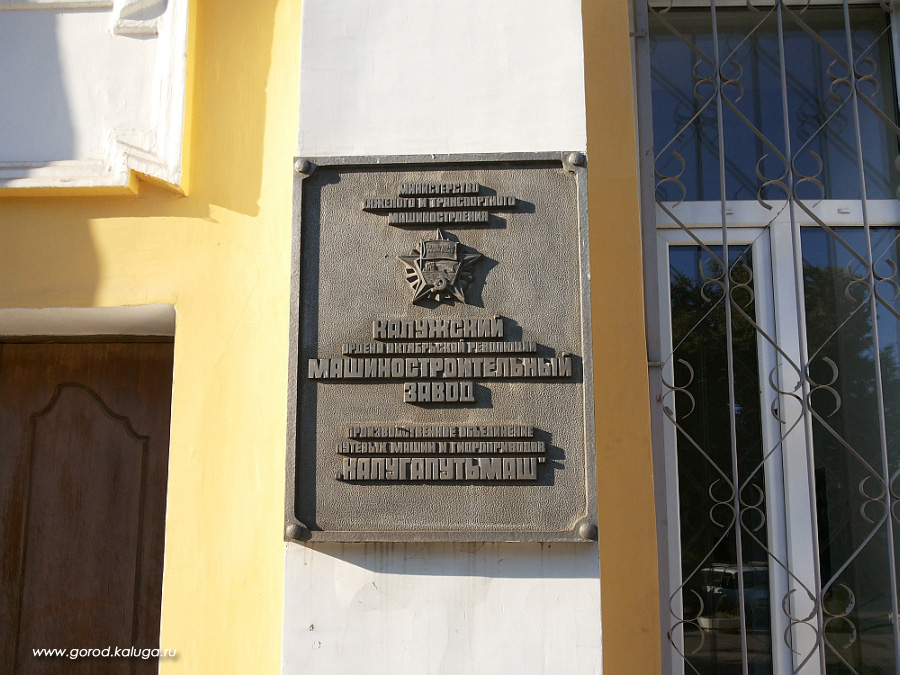 МИНИСТЕРСТВО
ТЯЖЕЛОГО И ТРАНСПОРТНОГО
МАШИНОСТРОЕНИЯ
КАЛУЖСКИЙ
ОРДЕНА ОКТЯБРЬСКОЙ РЕВОЛЮЦИИ
МАШИНОСТРОИТЕЛЬНЫЙ
ЗАВОД
ПРОИЗВОДСТВЕННОЕ ОБЪЕДИНЕНИЕ
ПУТЕВЫХ МАШИН И ГИДРОПРИВОДОВ
"КАЛУГАПУТЬМАШ"
www.gorod.kaluga.ru